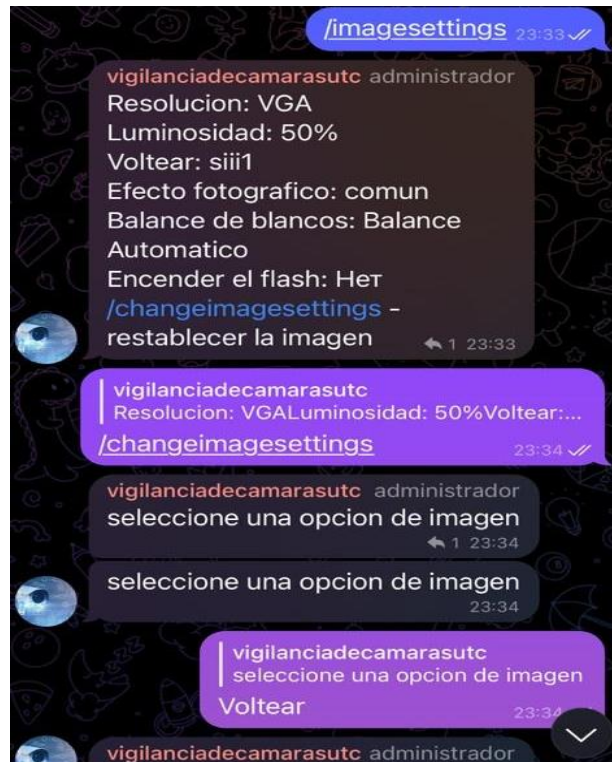 /imagesettings 23:33
vigilanciadecamarasutc administrador
Resolucion: VGA
Luminosidad: 50%
Voltear: siii1
Efecto fotografico: comun
Balance de blancos: Balance
Automatico
Encender el flash: Нет
/changeimagesettings -
restablecer la imagen 1 23:33
vigilanciadecamarasutc
Resolucion: VGALuminosidad: 50%Voltear:...
/changeimagesettings 23:34
vigilanciadecamarasutc administrador
seleccione una opcion de imagen
1 23:34
seleccione una opcion de imagen
23:34
vigilanciadecamarasutc
seleccione una opcion de imagen
Voltear 23:34
vigilanciadecamarasutc administrador